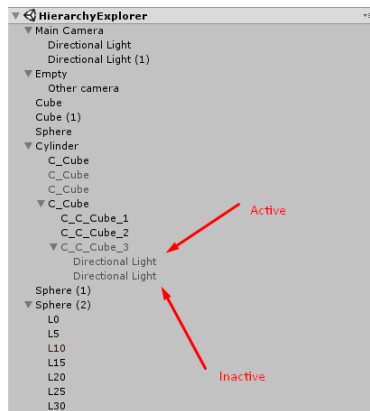 HierarchyExplorer
Main Camera
Directional Light
Directional Light (1)
Empty
Other camera
Cube
Cube (1)
Sphere
Cylinder
C_Cube
C_Cube
C_Cube
C_Cube
C_C_Cube_1
C_C_Cube_2
C_C_Cube_3
Directional Light
Directional Light
Active
Sphere (1)
Sphere (2)
L0
L5
L10
L15
L20
Inactive
L25
L30